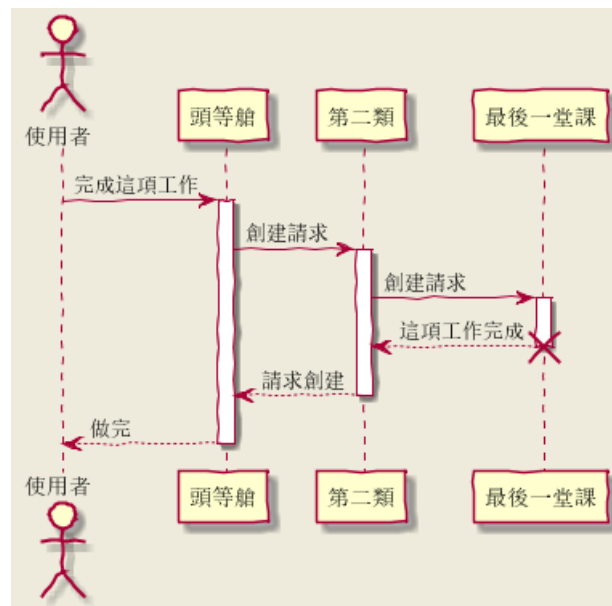 使用者
頭等艙
第二類
最後一堂課
完成這項工作
創建請求
創建請求
這項工作完成
請求創建
做完
使用者
頭等艙
第二類
最後一堂課